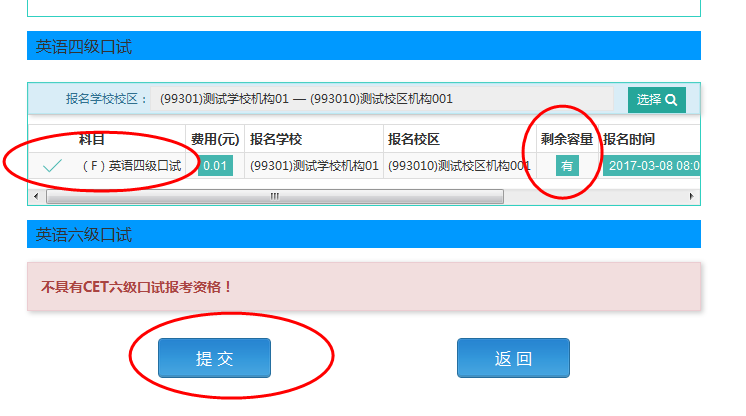 英语四级口试
报名学校校区： (99301)测试学校机构01 — (993010)测试校区机构001 选择
科目 费用(元) 报名学校 报名校区 剩余容量 报名时间
（F）英语四级口试 0.01 (99301)测试学校机构01 (993010)测试校区机构001 有 2017-03-08 08:0
英语六级口试
不具有CET六级口试报考资格！
提 交 返 回